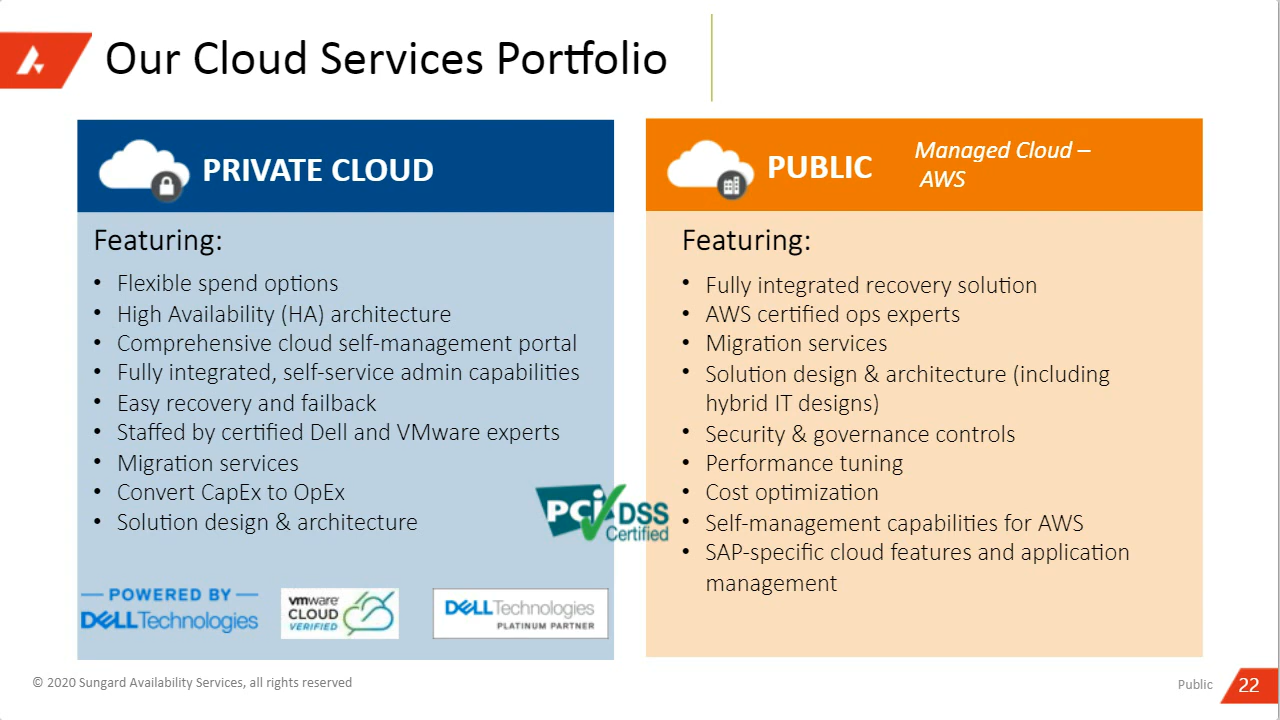 Our Cloud Services Portfolio
PRIVATE CLOUD
Featuring:
• Flexible spend options
• High Availability (HA) architecture
• Comprehensive cloud self-management portal
• Fully integrated, self-service admin capabilities
• Easy recovery and failback
• Staffed by certified Dell and VMware experts
• Migration services
• Convert CapEx to OpEx
• Solution design & architecture
POWERED BY
DELLTechnologies
vmware
CLOUD
VERIFIED
DELLTechnologies
PLATINUM PARTNER
PCi DSS
Certified
PUBLIC
Managed Cloud –
AWS
Featuring:
• Fully integrated recovery solution
• AWS certified ops experts
• Migration services
• Solution design & architecture (including
hybrid IT designs)
• Security & governance controls
• Performance tuning
• Cost optimization
• Self-management capabilities for AWS
• SAP-specific cloud features and application
management
© 2020 Sungard Availability Services, all rights reserved
Public
22